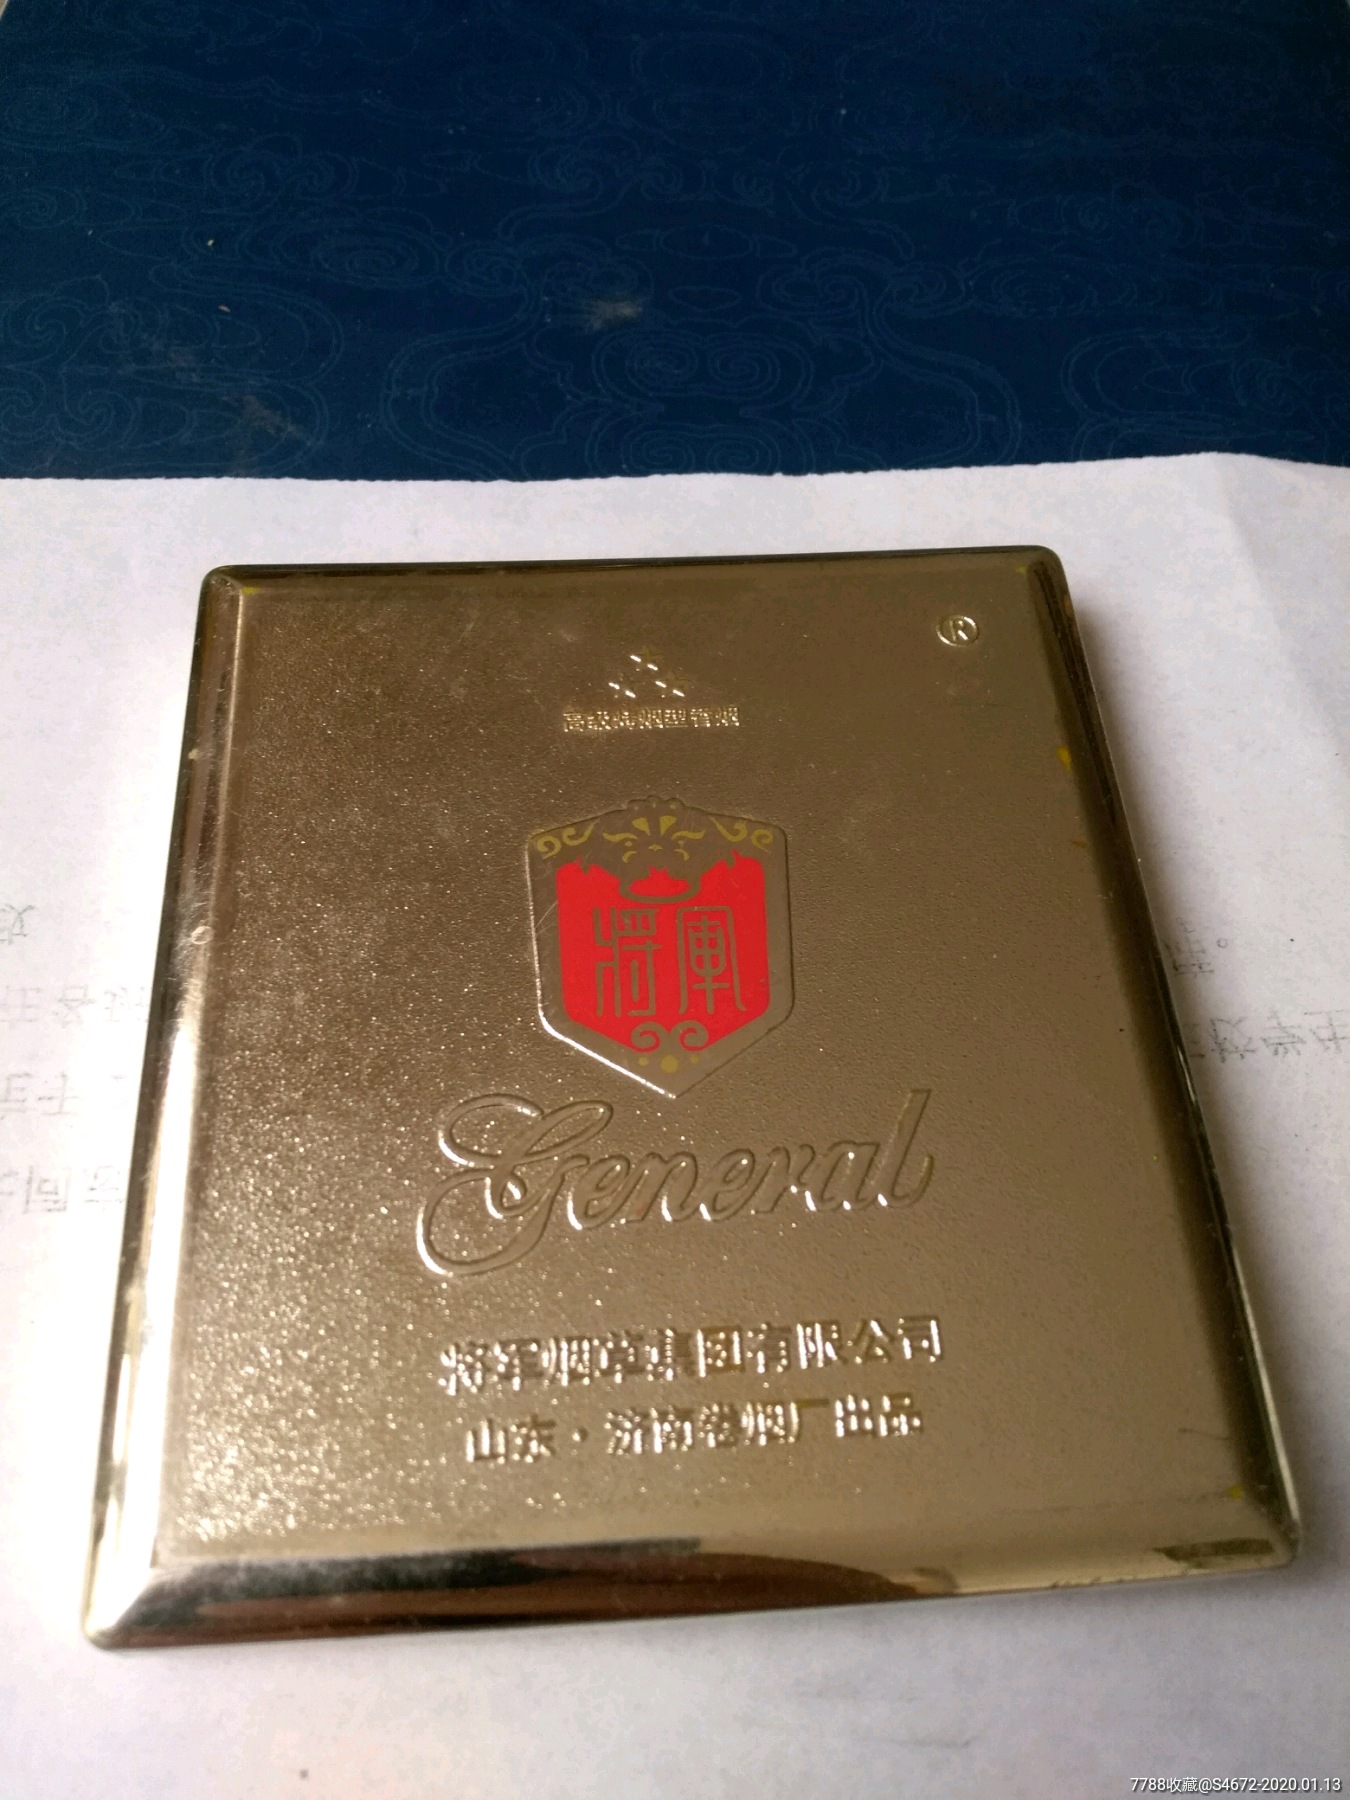 ®
高级烤烟型香烟
将軍
General
将军烟草集团有限公司
山东·济南卷烟厂出品
7788收藏@S4672-2020.01.13